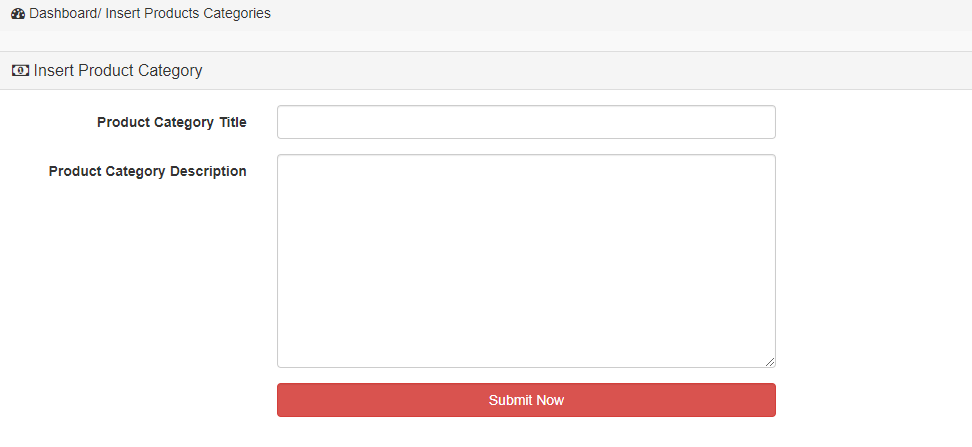 Dashboard/ Insert Products Categories
Insert Product Category
Product Category Title
Product Category Description
Submit Now